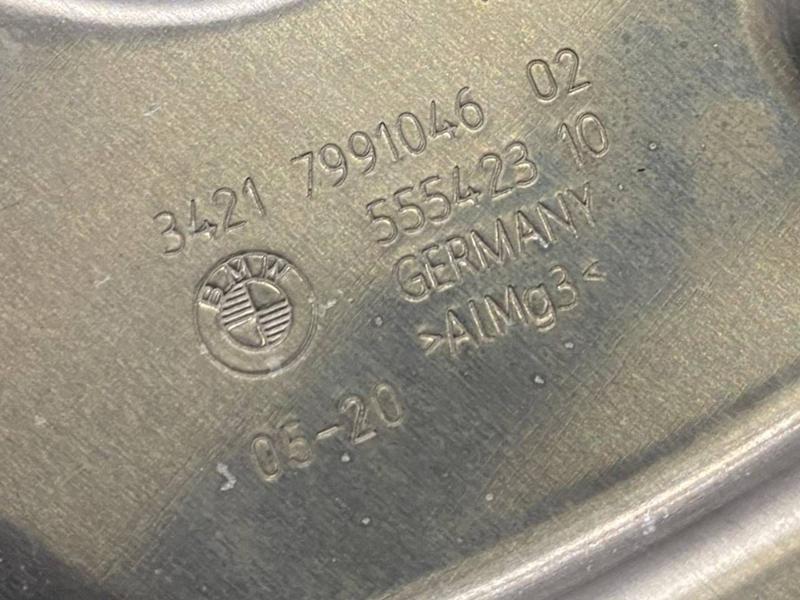 3421 7991046 02
555423 10
GERMANY
>AlMg3<
BMW
05-20